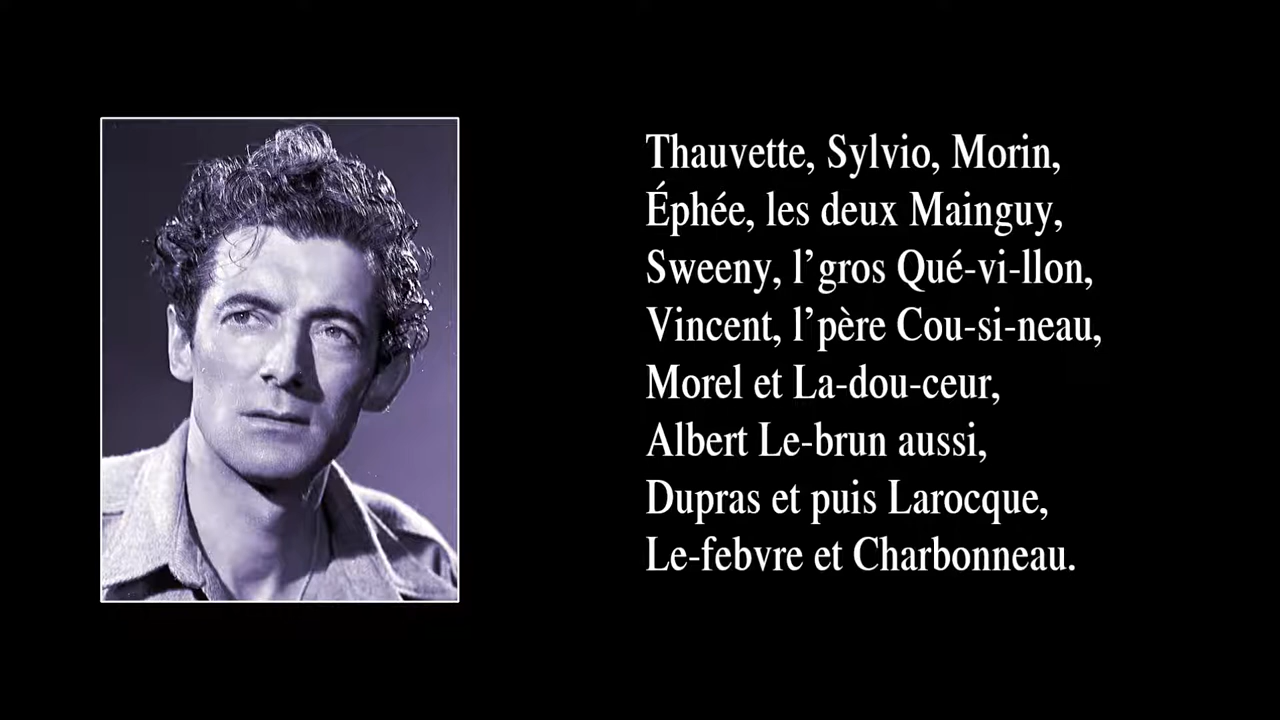 Thauvette, Sylvio, Morin,
Éphée, les deux Mainguy,
Sweeny, l’gros Qué-vi-llon,
Vincent, l’père Cou-si-neau,
Morel et La-dou-ceur,
Albert Le-brun aussi,
Dupras et puis Larocque,
Le-febvre et Charbonneau.